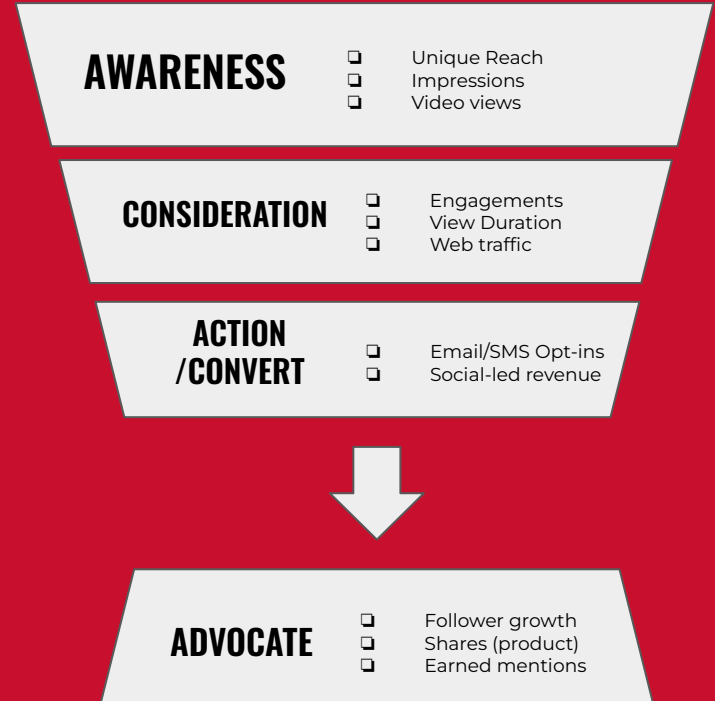 AWARENESS
❏ Unique Reach
❏ Impressions
❏ Video views
CONSIDERATION
❏ Engagements
❏ View Duration
❏ Web traffic
ACTION
/CONVERT
❏ Email/SMS Opt-ins
❏ Social-led revenue
ADVOCATE
❏ Follower growth
❏ Shares (product)
❏ Earned mentions